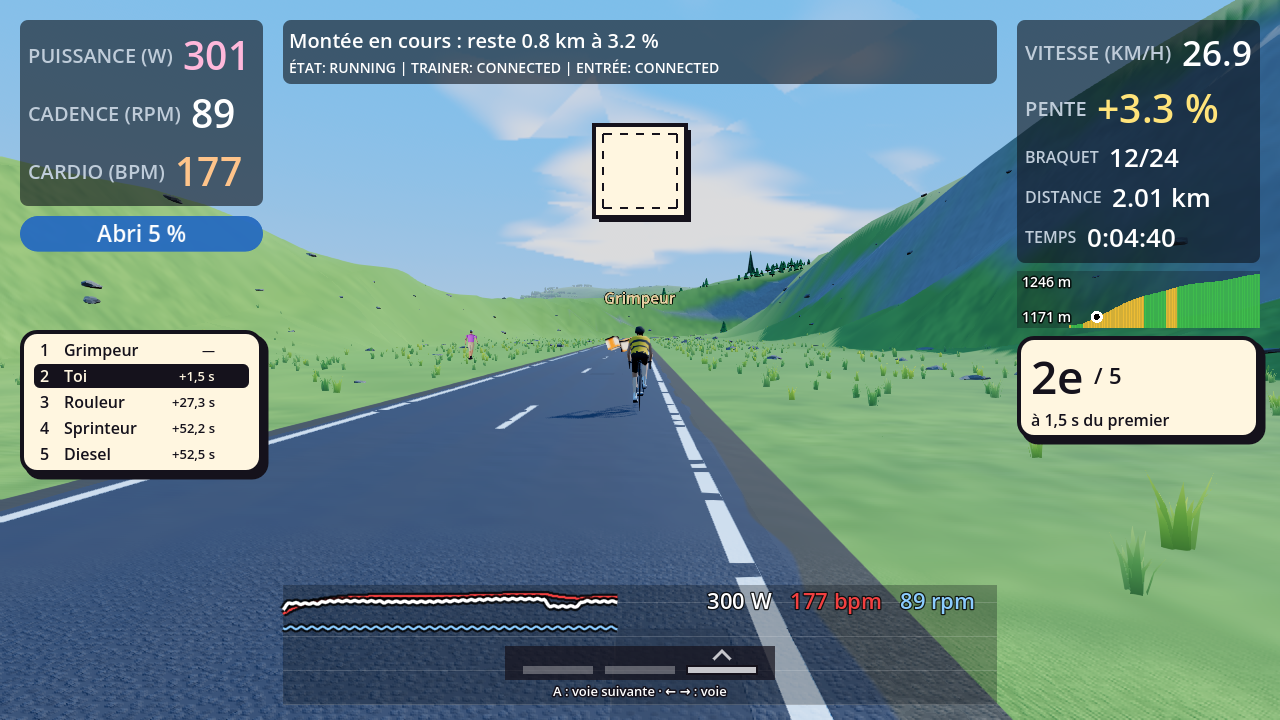 PUISSANCE (W) 301
CADENCE (RPM) 89
CARDIO (BPM) 177
Abri 5 %
Montée en cours : reste 0.8 km à 3.2 %
ÉTAT: RUNNING | TRAINER: CONNECTED | ENTRÉE: CONNECTED
VITESSE (KM/H) 26.9
PENTE +3.3 %
BRAQUET 12/24
DISTANCE 2.01 km
TEMPS 0:04:40
1246 m
1171 m
Grimpeur
1 Grimpeur —
2 Toi +1,5 s
3 Rouleur +27,3 s
4 Sprinteur +52,2 s
5 Diesel +52,5 s
2e / 5
à 1,5 s du premier
300 W 177 bpm 89 rpm
A : voie suivante · ← → : voie